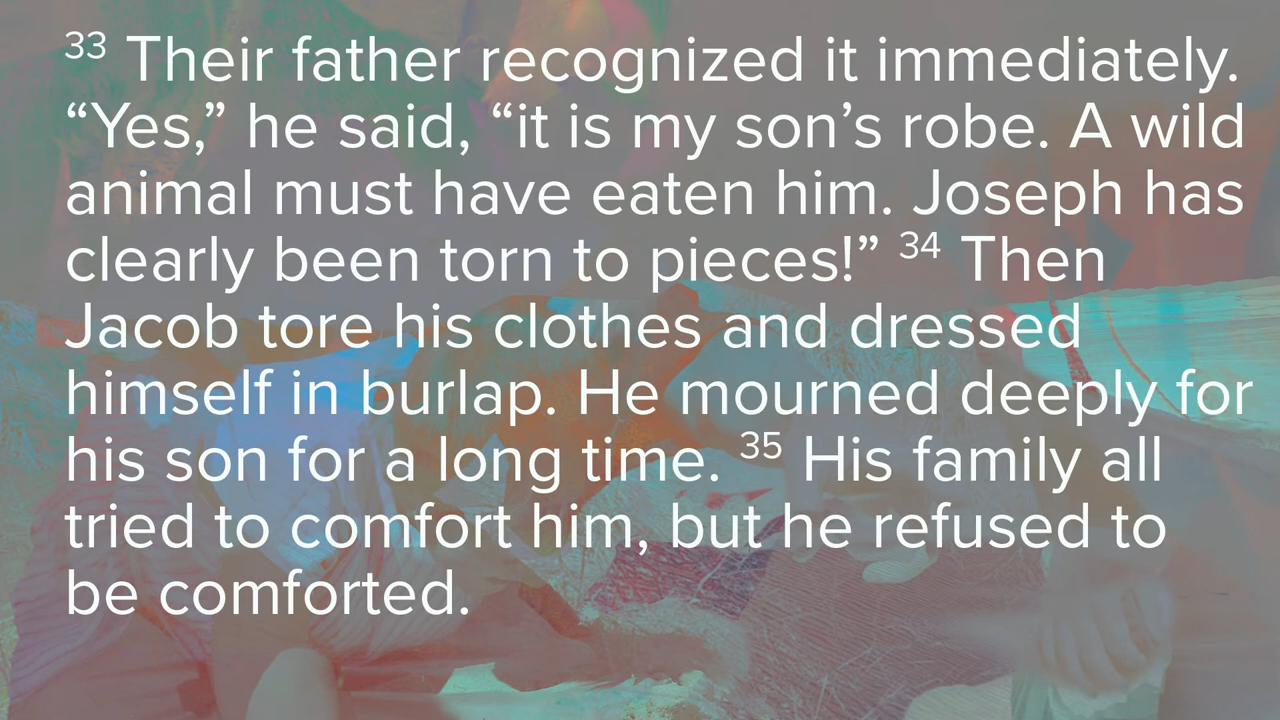 33 Their father recognized it immediately.
“Yes,” he said, “it is my son’s robe. A wild
animal must have eaten him. Joseph has
clearly been torn to pieces!” 34 Then
Jacob tore his clothes and dressed
himself in burlap. He mourned deeply for
his son for a long time. 35 His family all
tried to comfort him, but he refused to
be comforted.